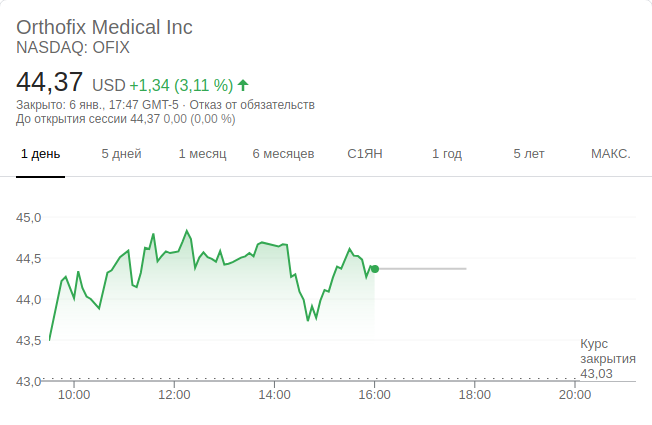 Orthofix Medical Inc
NASDAQ: OFIX
44,37 USD +1,34 (3,11 %)
Закрыто: 6 янв., 17:47 GMT-5 · Отказ от обязательств
До открытия сессии 44,37 0,00 (0,00 %)
1 день 5 дней 1 месяц 6 месяцев С1ЯН 1 год 5 лет МАКС.
45,0
44,5
44,0
43,5
Курс
закрытия
43,03
43,0
10:00 12:00 14:00 16:00 18:00 20:00